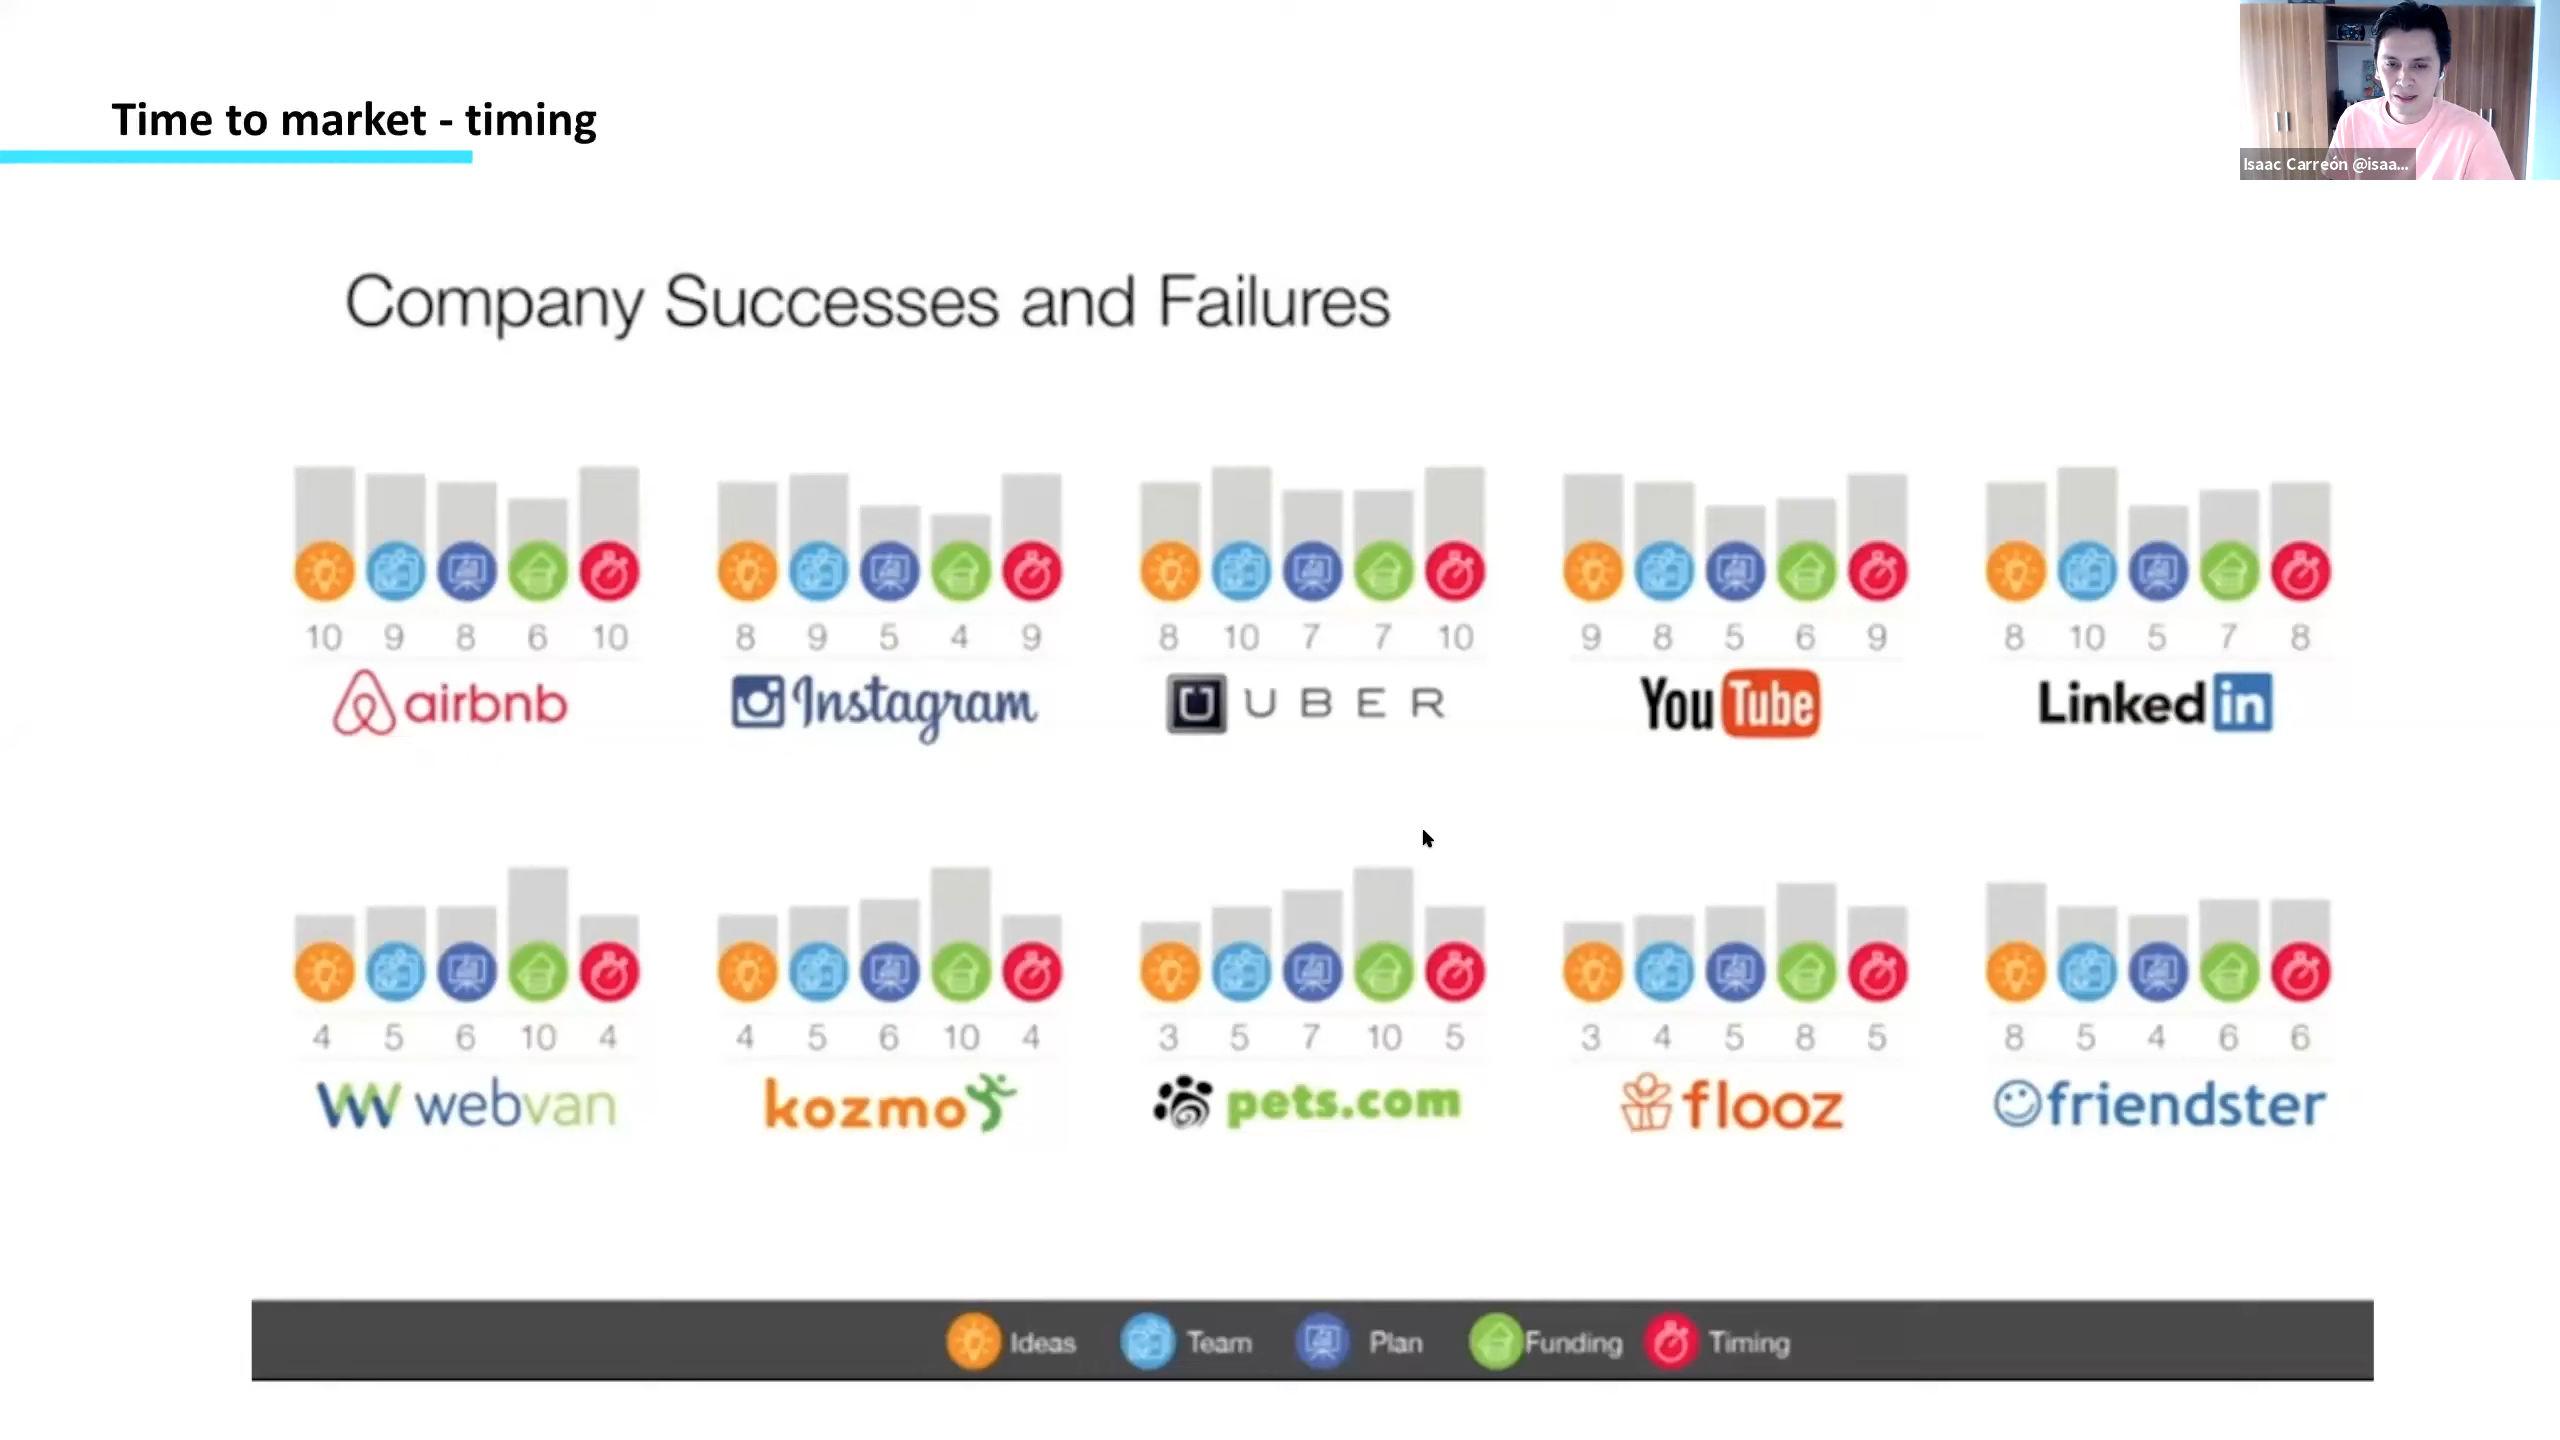 Time to market - timing
Isaac Carreón @isaa...
Company Successes and Failures
10 9 8 6 10
8 9 5 4 9
8 10 7 7 10
9 8 5 6 9
8 10 5 7 8
airbnb
Instagram
UBER
YouTube
LinkedIn
4 5 6 10 4
4 5 6 10 4
3 5 7 10 5
3 4 5 8 5
8 5 4 6 6
webvan
kozmo
pets.com
flooz
friendster
Ideas Team Plan Funding Timing